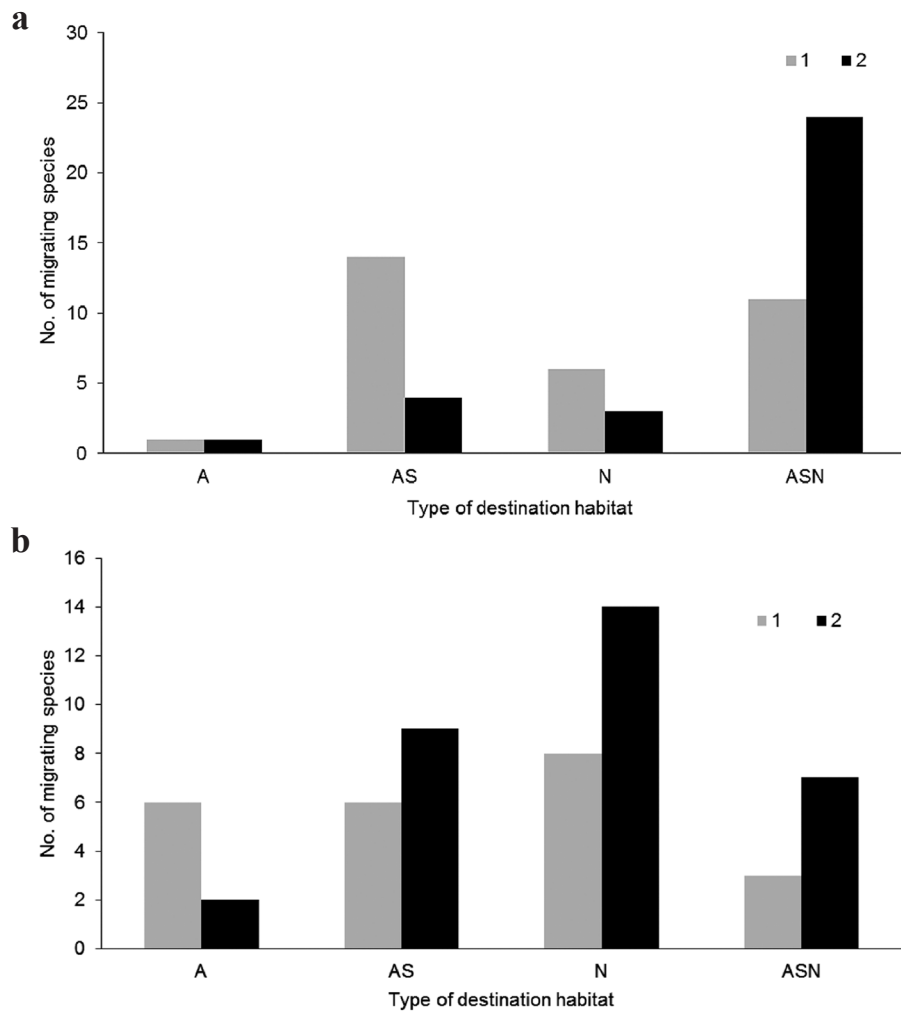 a
30
25
20
15
10
5
0
No. of migrating species
1 2
A AS N ASN
Type of destination habitat
b
16
14
12
10
8
6
4
2
0
No. of migrating species
1 2
A AS N ASN
Type of destination habitat